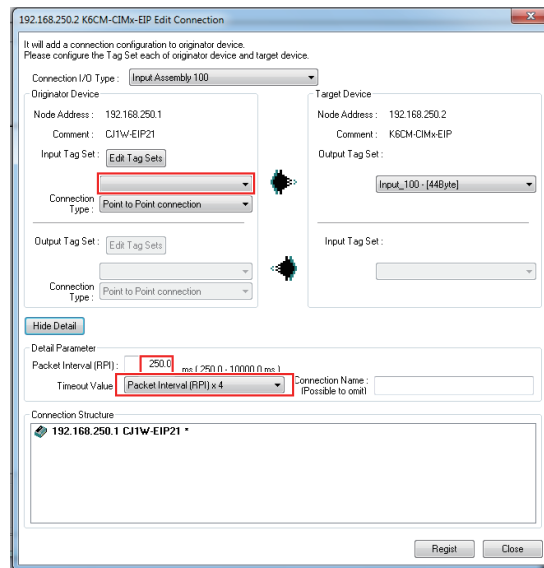 192.168.250.2 K6CM-CIMx-EIP Edit Connection
It will add a connection configuration to originator device.
Please configure the Tag Set each of originator device and target device.
Connection I/O Type : Input Assembly 100
Originator Device
Node Address : 192.168.250.1
Comment : CJ1W-EIP21
Input Tag Set : Edit Tag Sets
Connection Type : Point to Point connection
Output Tag Set : Edit Tag Sets
Connection Type : Point to Point connection
Target Device
Node Address : 192.168.250.2
Comment : K6CM-CIMx-EIP
Output Tag Set :
Input_100 - [44Byte]
Input Tag Set :
Hide Detail
Detail Parameter
Packet Interval (RPI) : 250.0 ms ( 250.0 - 10000.0 ms )
Timeout Value Packet Interval (RPI) x 4
Connection Name :
(Possible to omit)
Connection Structure
192.168.250.1 CJ1W-EIP21 *
Regist Close